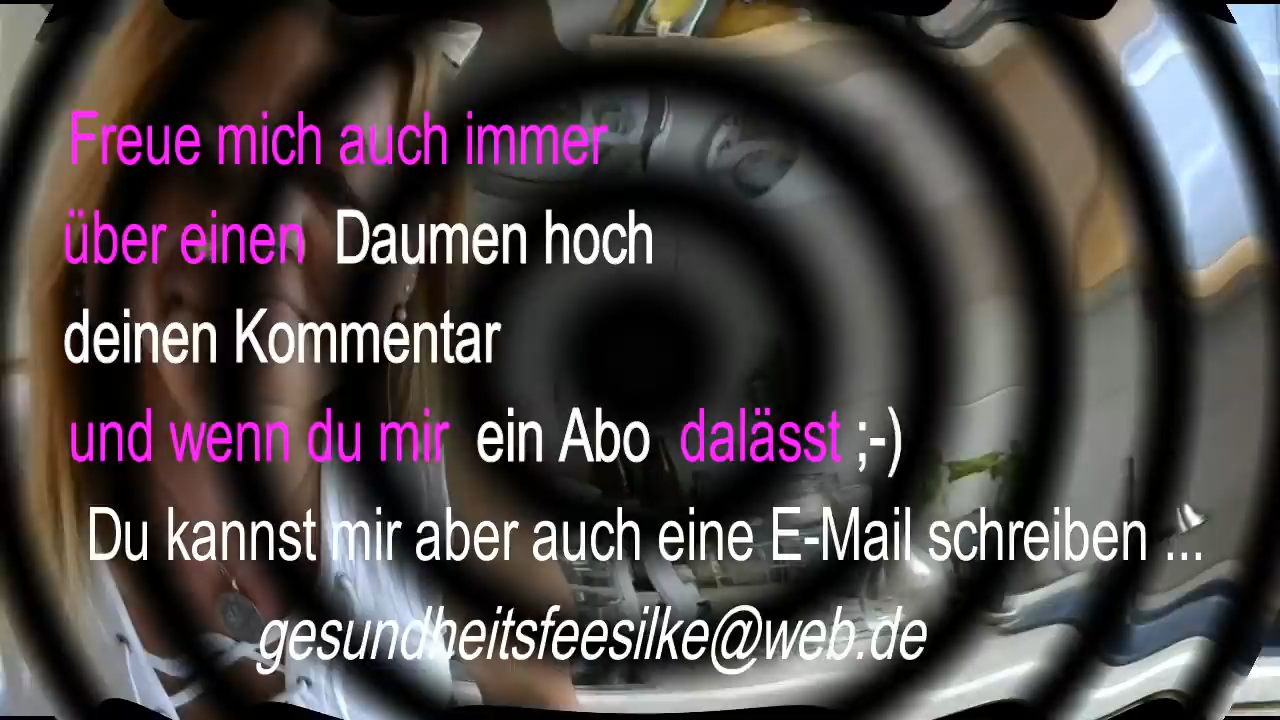 Freue mich auch immer
über einen Daumen hoch
deinen Kommentar
und wenn du mir ein Abo dalässt ;-)
Du kannst mir aber auch eine E-Mail schreiben ...
gesundheitsfeesilke@web.de